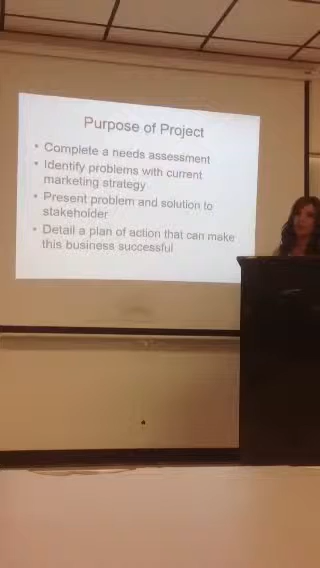 Purpose of Project
• Complete a needs assessment
• Identify problems with current
marketing strategy
• Present problem and solution to
stakeholder
• Detail a plan of action that can make
this business successful